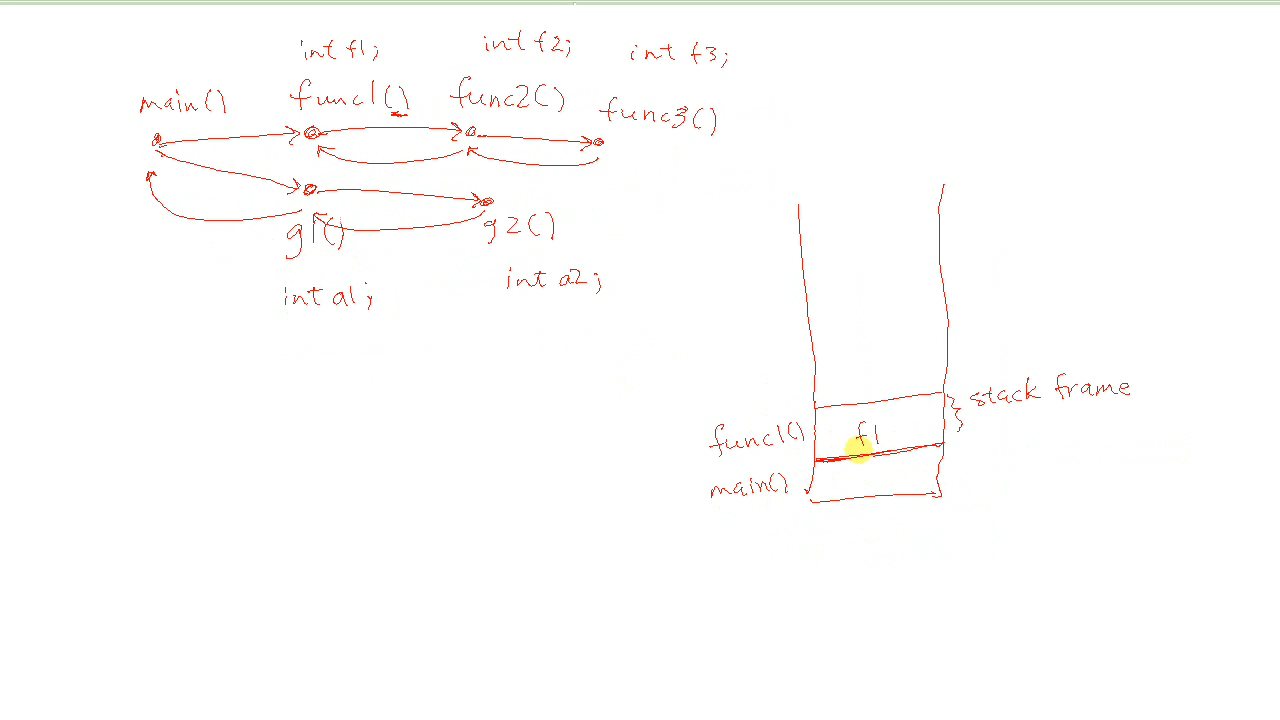 int f1;
int f2;
int f3;
main()
func1()
func2()
func3()
g1()
g2()
int a1;
int a2;
stack frame
func1()
f1
main()